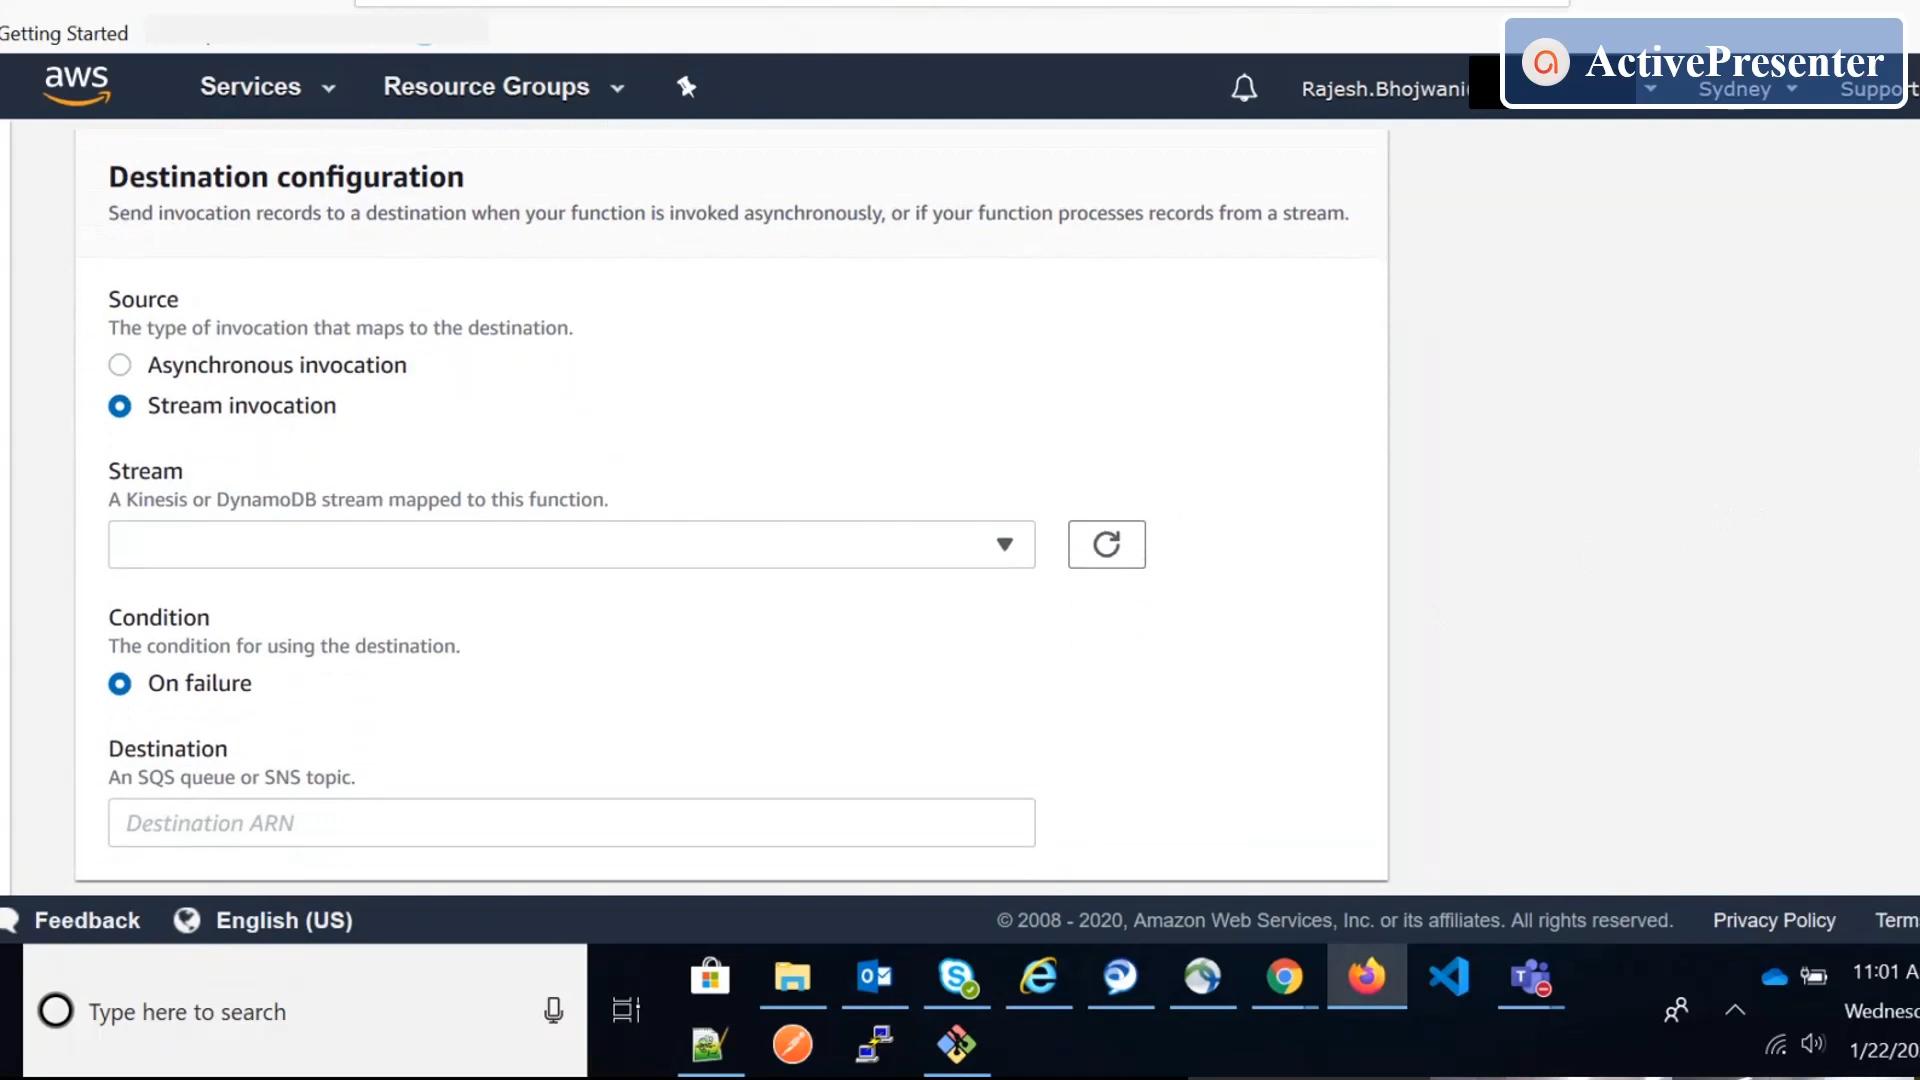 Getting Started
ActivePresenter
aws Services Resource Groups Rajesh.Bhojwani Sydney Support
Destination configuration
Send invocation records to a destination when your function is invoked asynchronously, or if your function processes records from a stream.
Source
The type of invocation that maps to the destination.
Asynchronous invocation
Stream invocation
Stream
A Kinesis or DynamoDB stream mapped to this function.
Condition
The condition for using the destination.
On failure
Destination
An SQS queue or SNS topic.
Destination ARN
Feedback English (US) © 2008 - 2020, Amazon Web Services, Inc. or its affiliates. All rights reserved. Privacy Policy Term
Type here to search
11:01 A
Wednesd
1/22/20